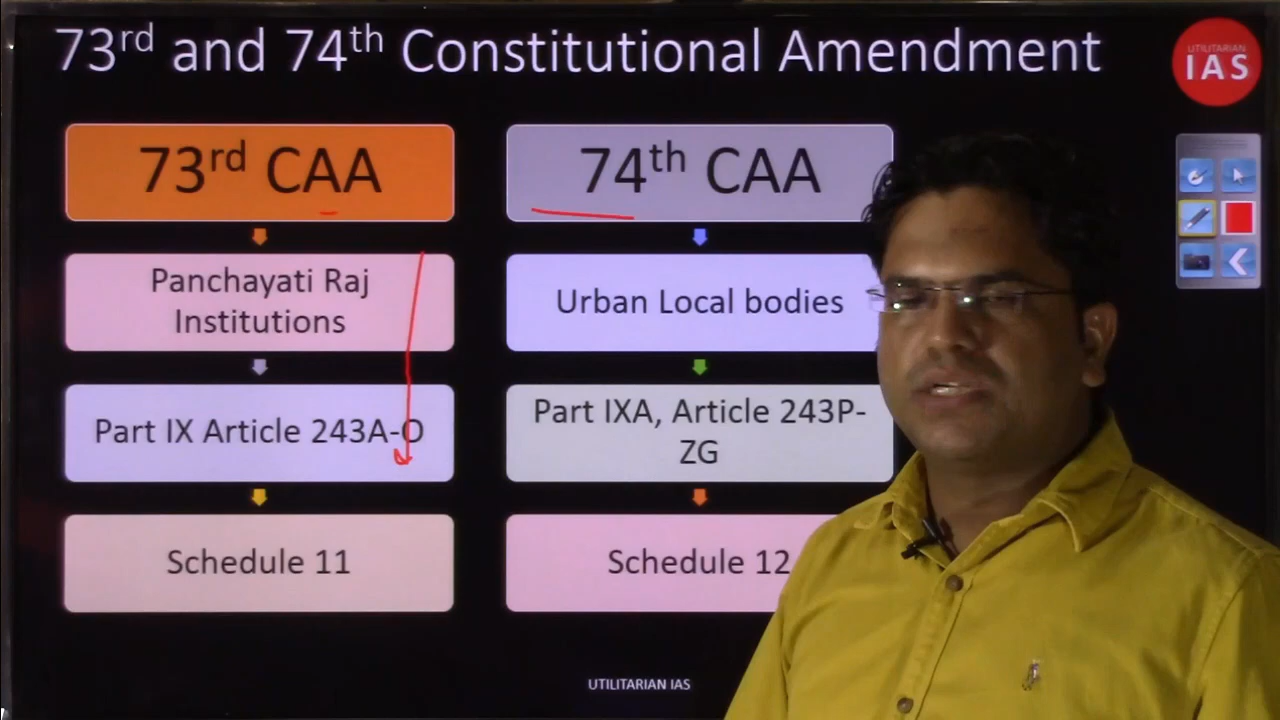 73rd and 74th Constitutional Amendment
UTILITARIAN
IAS
73rd CAA
74th CAA
Panchayati Raj
Institutions
Urban Local bodies
Part IX Article 243A-O
Part IXA, Article 243P-
ZG
Schedule 11
Schedule 12
UTILITARIAN IAS